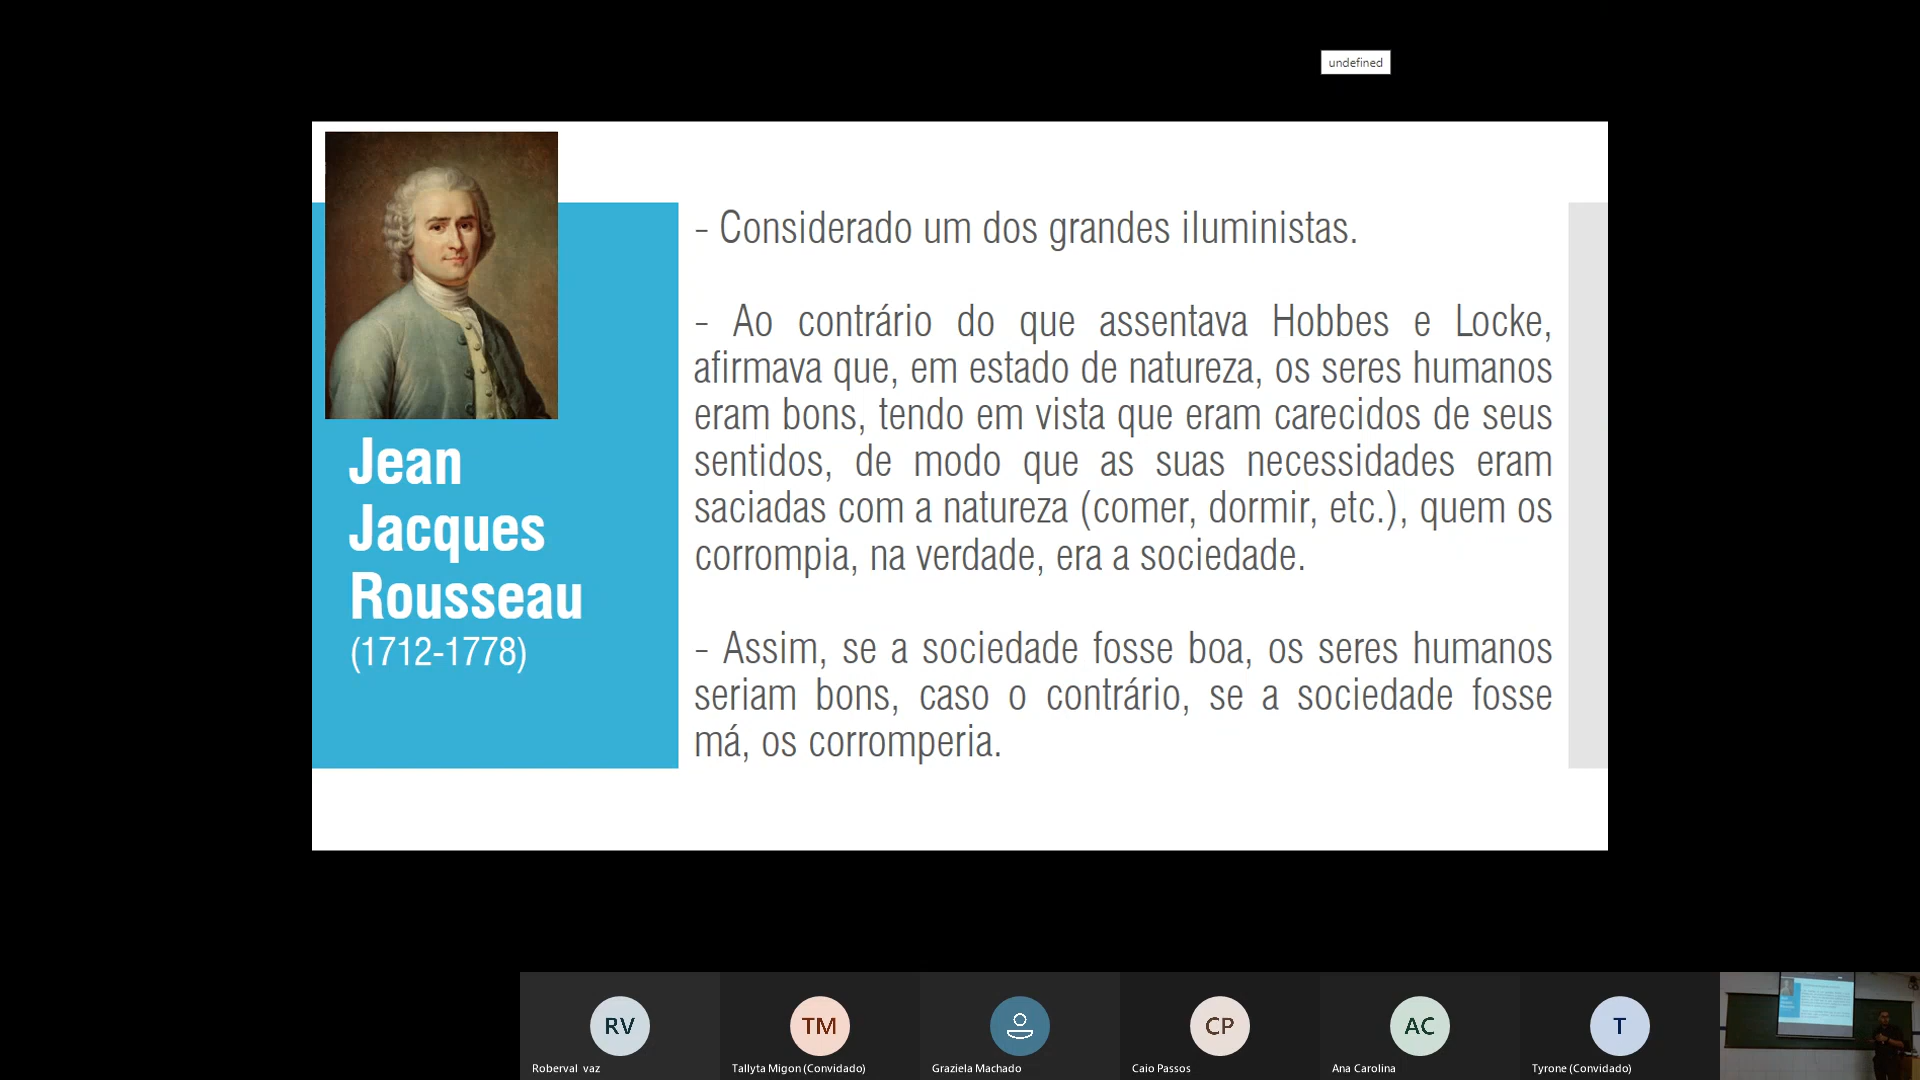 undefined
Jean
Jacques
Rousseau
(1712-1778)
- Considerado um dos grandes iluministas.
- Ao contrário do que assentava Hobbes e Locke,
afirmava que, em estado de natureza, os seres humanos
eram bons, tendo em vista que eram carecidos de seus
sentidos, de modo que as suas necessidades eram
saciadas com a natureza (comer, dormir, etc.), quem os
corrompia, na verdade, era a sociedade.
- Assim, se a sociedade fosse boa, os seres humanos
seriam bons, caso o contrário, se a sociedade fosse
má, os corromperia.
RV
TM
CP
AC
T
Roberval vaz
Tallyta Migon (Convidado)
Graziela Machado
Caio Passos
Ana Carolina
Tyrone (Convidado)